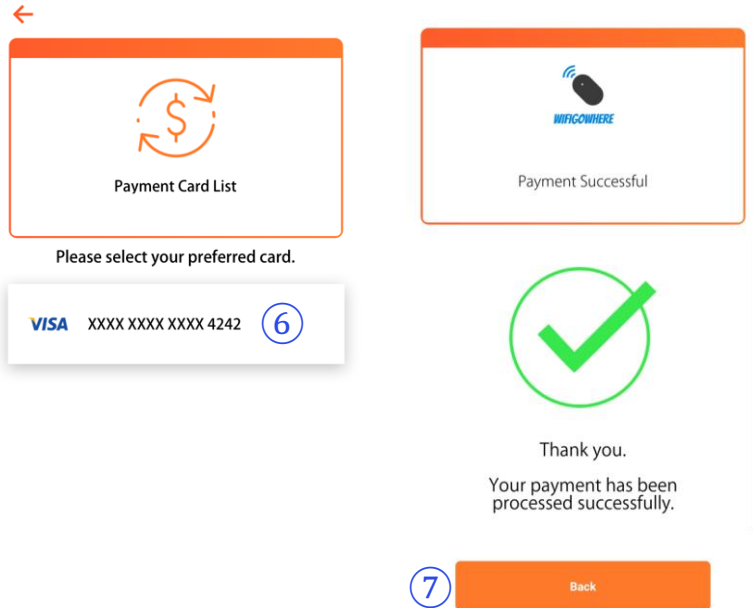 $
Payment Card List
Please select your preferred card.
VISA XXXX XXXX XXXX 4242 6
WIFIGOWHERE
Payment Successful
Thank you.
Your payment has been
processed successfully.
7 Back